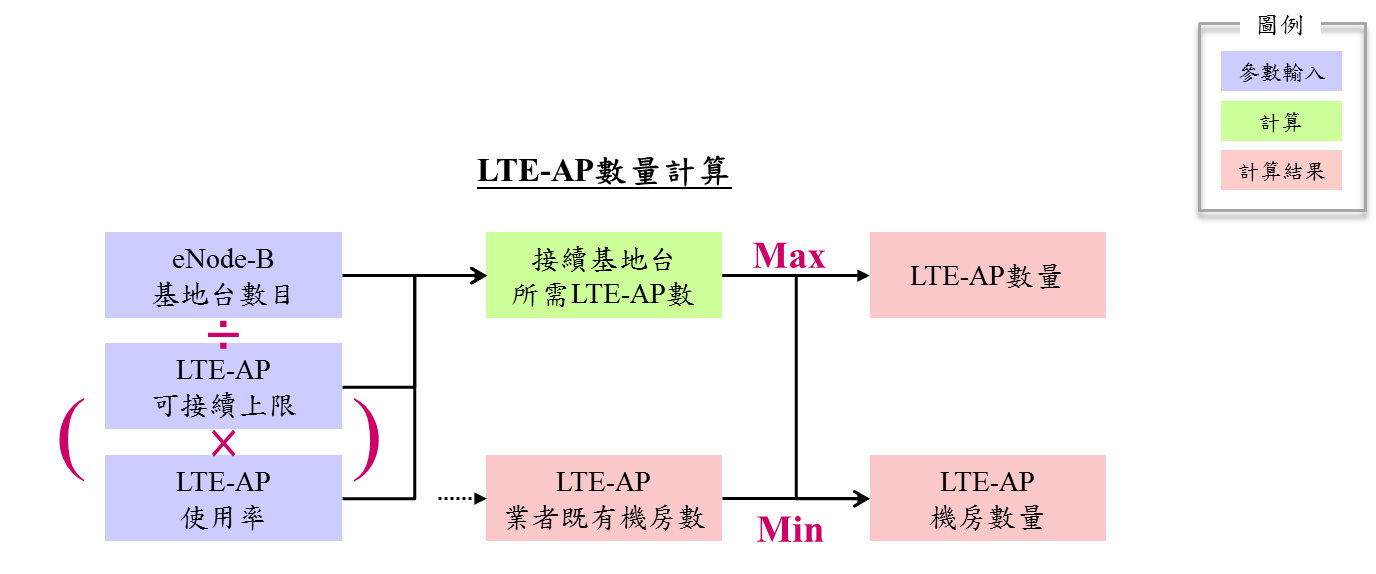 圖例
參數輸入
計算
計算結果
LTE-AP數量計算
eNode-B
基地台數目
÷
LTE-AP
可接續上限
(
×
)
LTE-AP
使用率
接續基地台
所需LTE-AP數
Max
LTE-AP數量
LTE-AP
業者既有機房數
Min
LTE-AP
機房數量